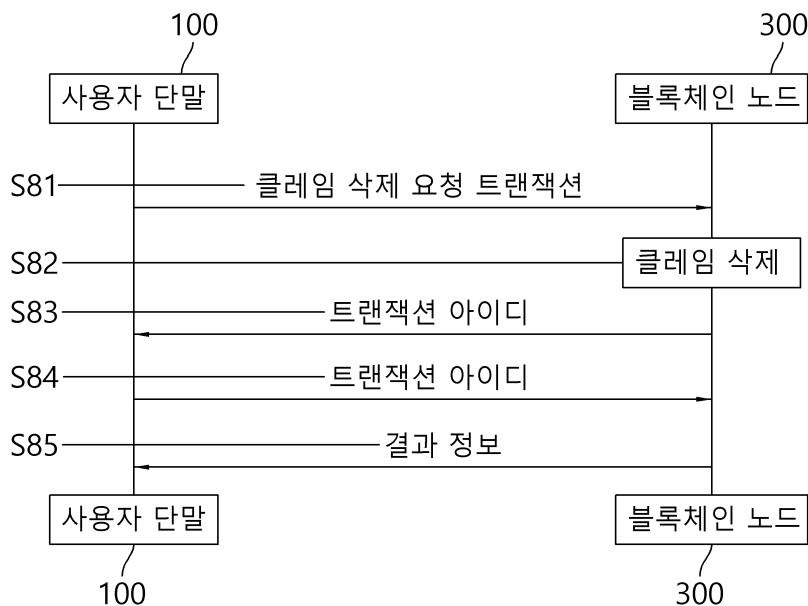 100
300
사용자 단말
블록체인 노드
S81
클레임 삭제 요청 트랜잭션
S82
클레임 삭제
S83
트랜잭션 아이디
S84
트랜잭션 아이디
S85
결과 정보
사용자 단말
블록체인 노드
100
300